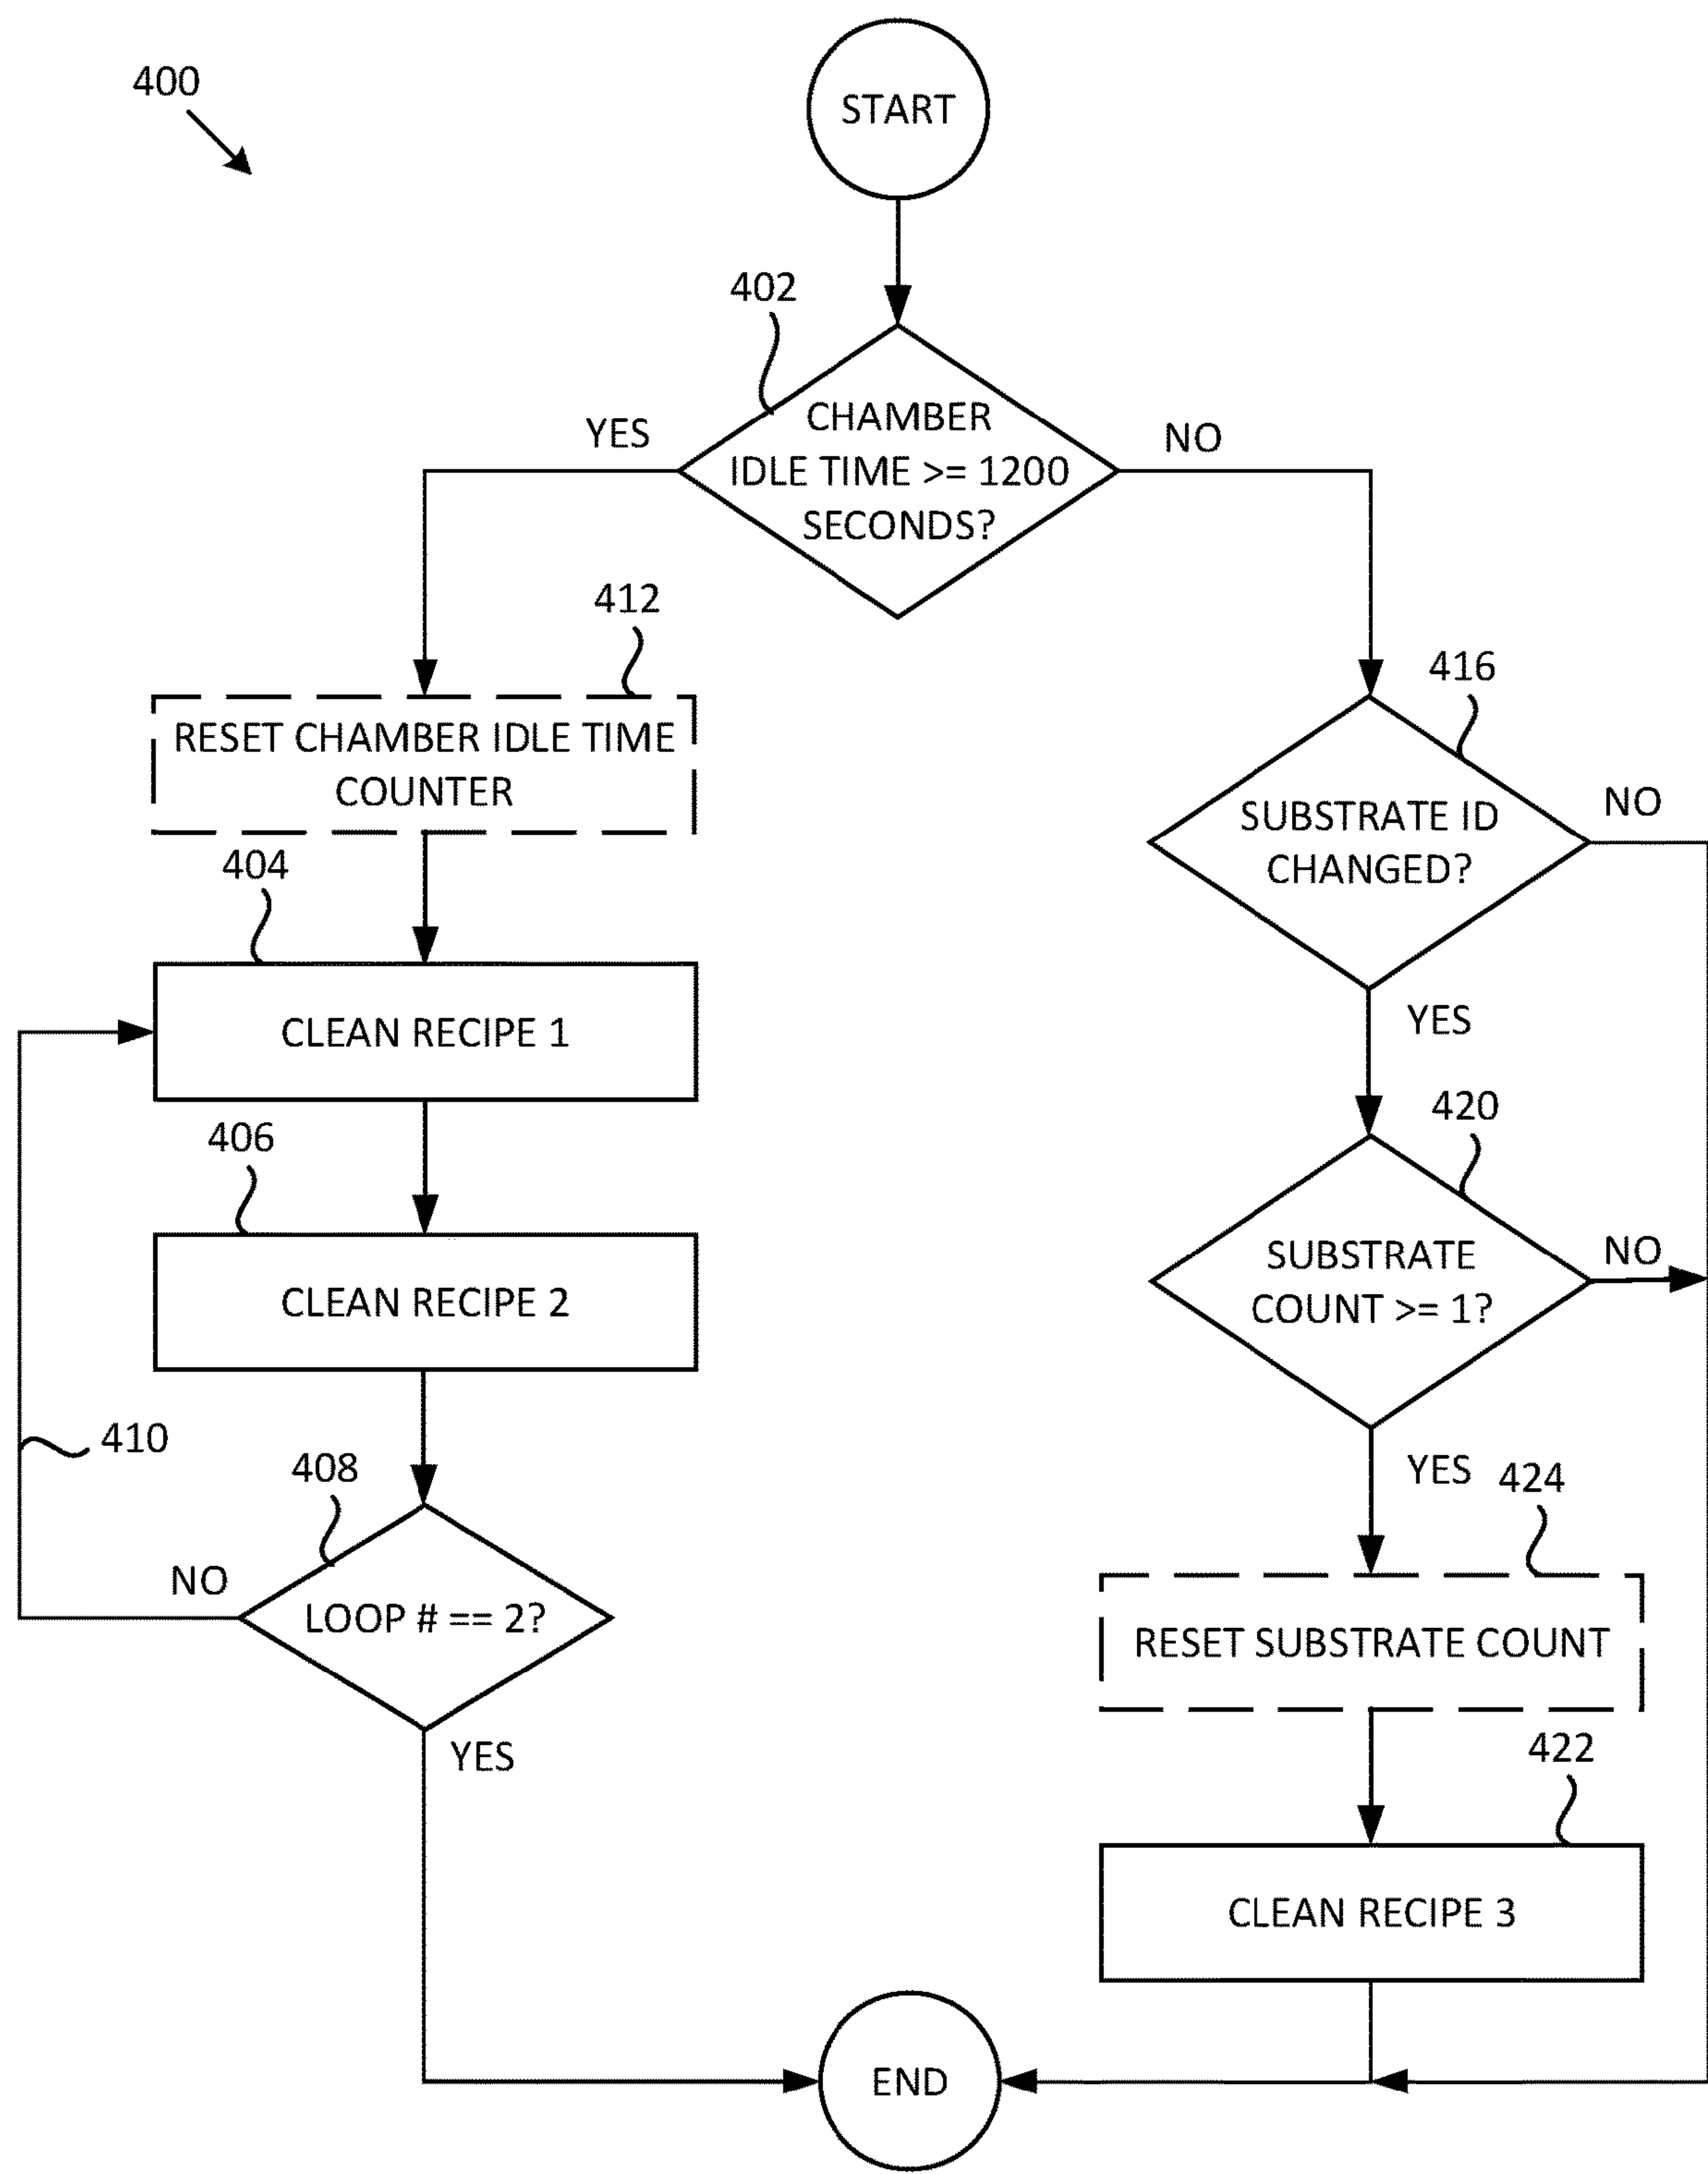 400
START
402
CHAMBER
IDLE TIME >= 1200
SECONDS?
YES
NO
412
RESET CHAMBER IDLE TIME
COUNTER
404
CLEAN RECIPE 1
406
CLEAN RECIPE 2
410
408
NO
LOOP # == 2?
YES
416
SUBSTRATE ID
CHANGED?
NO
YES
420
SUBSTRATE
COUNT >= 1?
NO
YES
424
RESET SUBSTRATE COUNT
422
CLEAN RECIPE 3
END